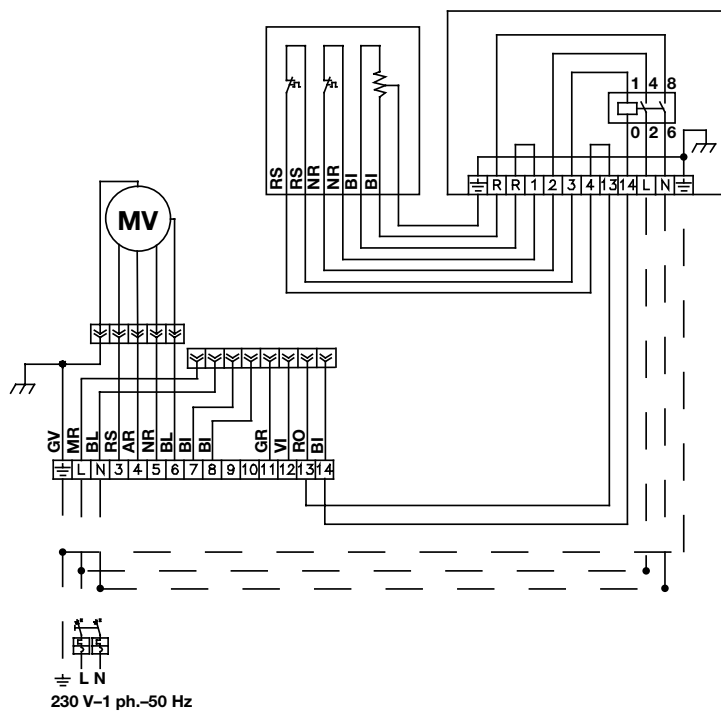 1 4 8
0 2 6
RS RS NR NR BI BI
R R 1 2 3 4 13 14 L N
MV
GV MR BL RS AR NR BL BI BI GR VI RO BI
L N 3 4 5 6 7 8 9 10 11 12 13 14
L N
230 V–1 ph.–50 Hz